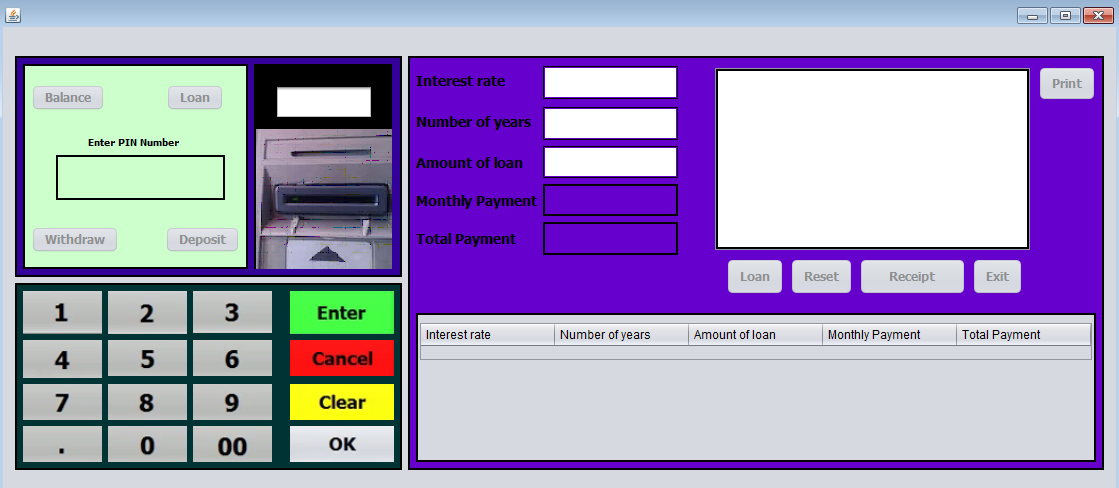 Balance
Loan
Enter PIN Number
Withdraw
Deposit
1
2
3
Enter
4
5
6
Cancel
7
8
9
Clear
.
0
00
OK
Interest rate
Number of years
Amount of loan
Monthly Payment
Total Payment
Print
Loan
Reset
Receipt
Exit
Interest rate Number of years Amount of loan Monthly Payment Total Payment